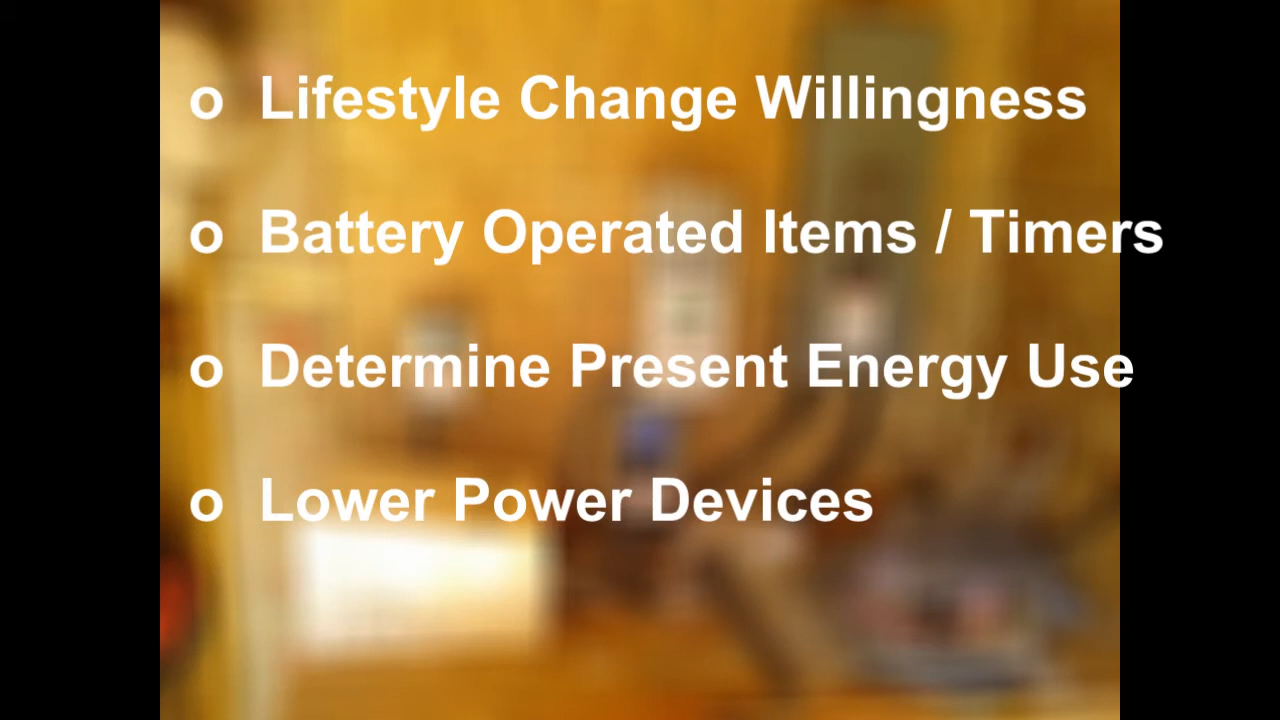 o Lifestyle Change Willingness
o Battery Operated Items / Timers
o Determine Present Energy Use
o Lower Power Devices